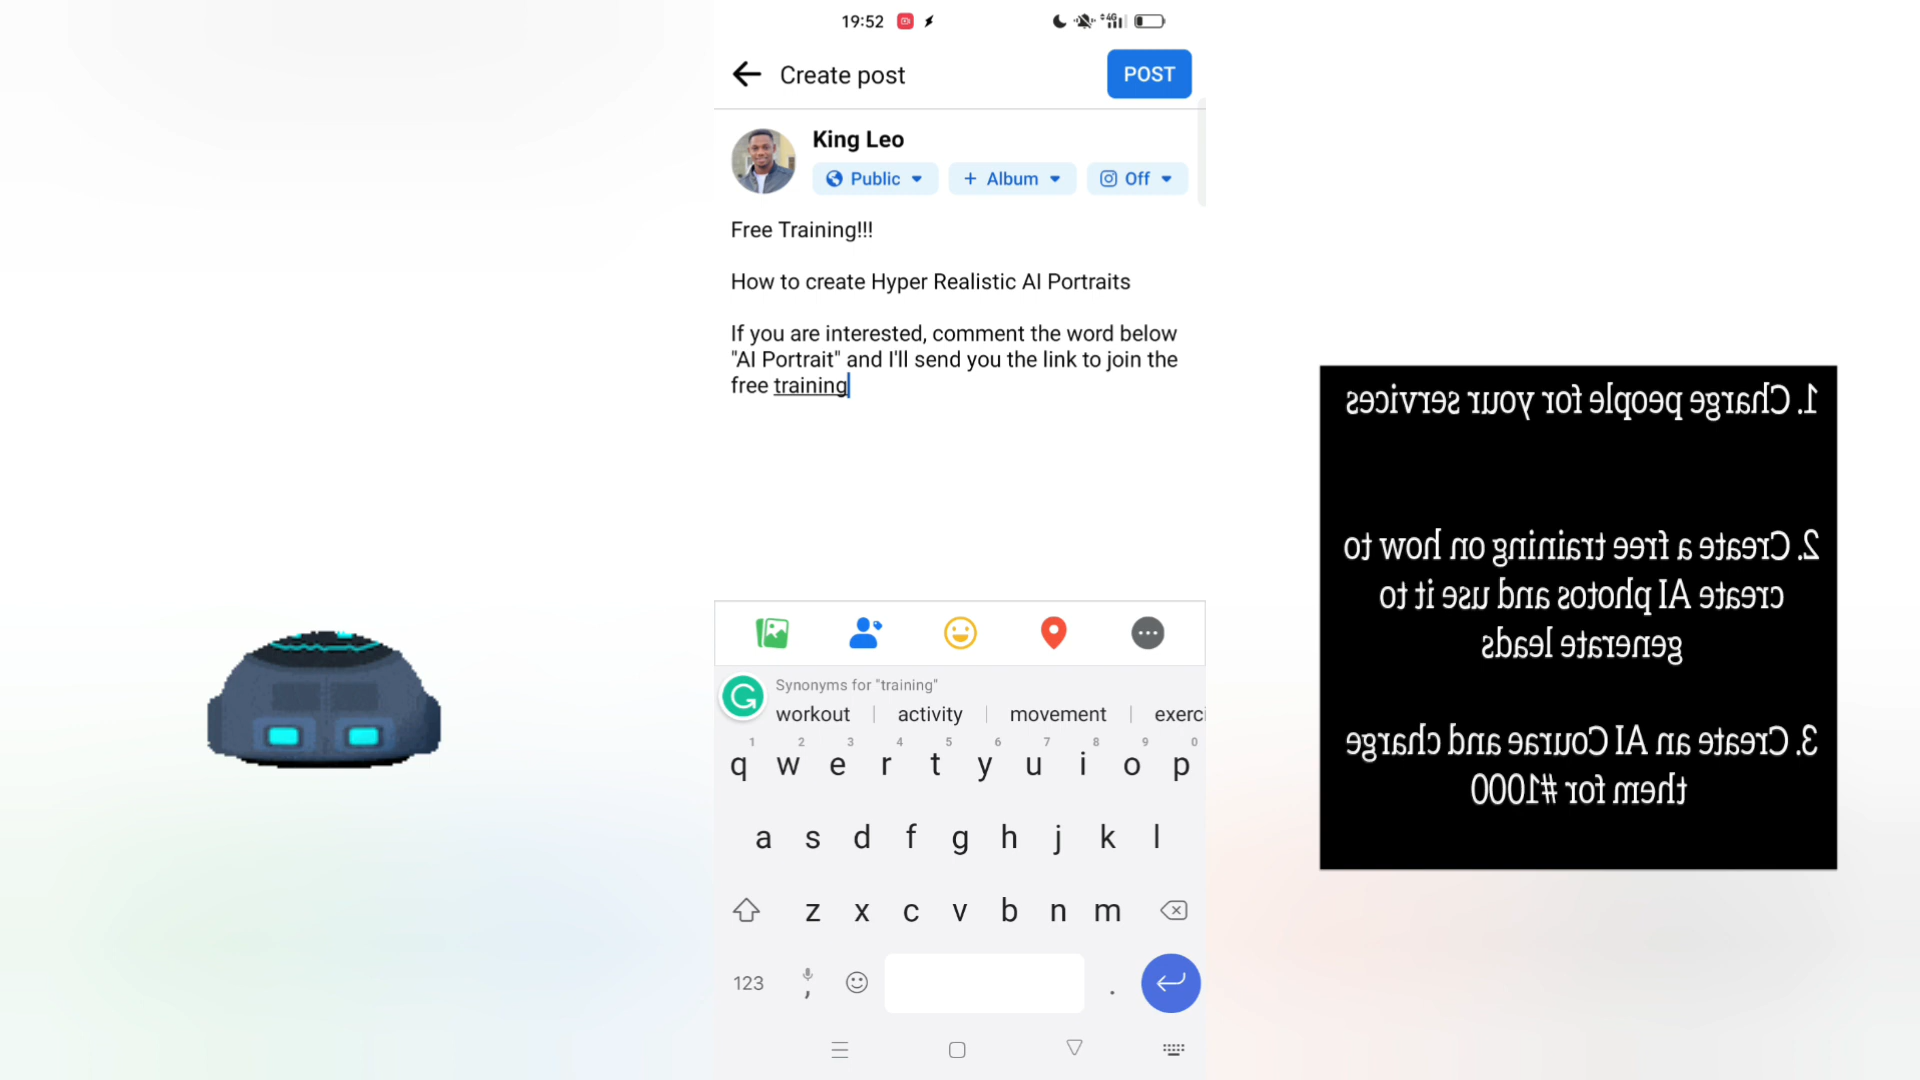 19:52
4G
Create post
POST
King Leo
Public
+ Album
Off
Free Training!!!
How to create Hyper Realistic AI Portraits
If you are interested, comment the word below
"AI Portrait" and I'll send you the link to join the
free training
Synonyms for "training"
workout | activity | movement | exerci
1 2 3 4 5 6 7 8 9 0
q w e r t y u i o p
a s d f g h j k l
z x c v b n m
123 , .
1. Charge people for your services
2. Create a free training on how to
create AI photos and use it to
generate leads
3. Create an AI Courae and charge
them for #1000